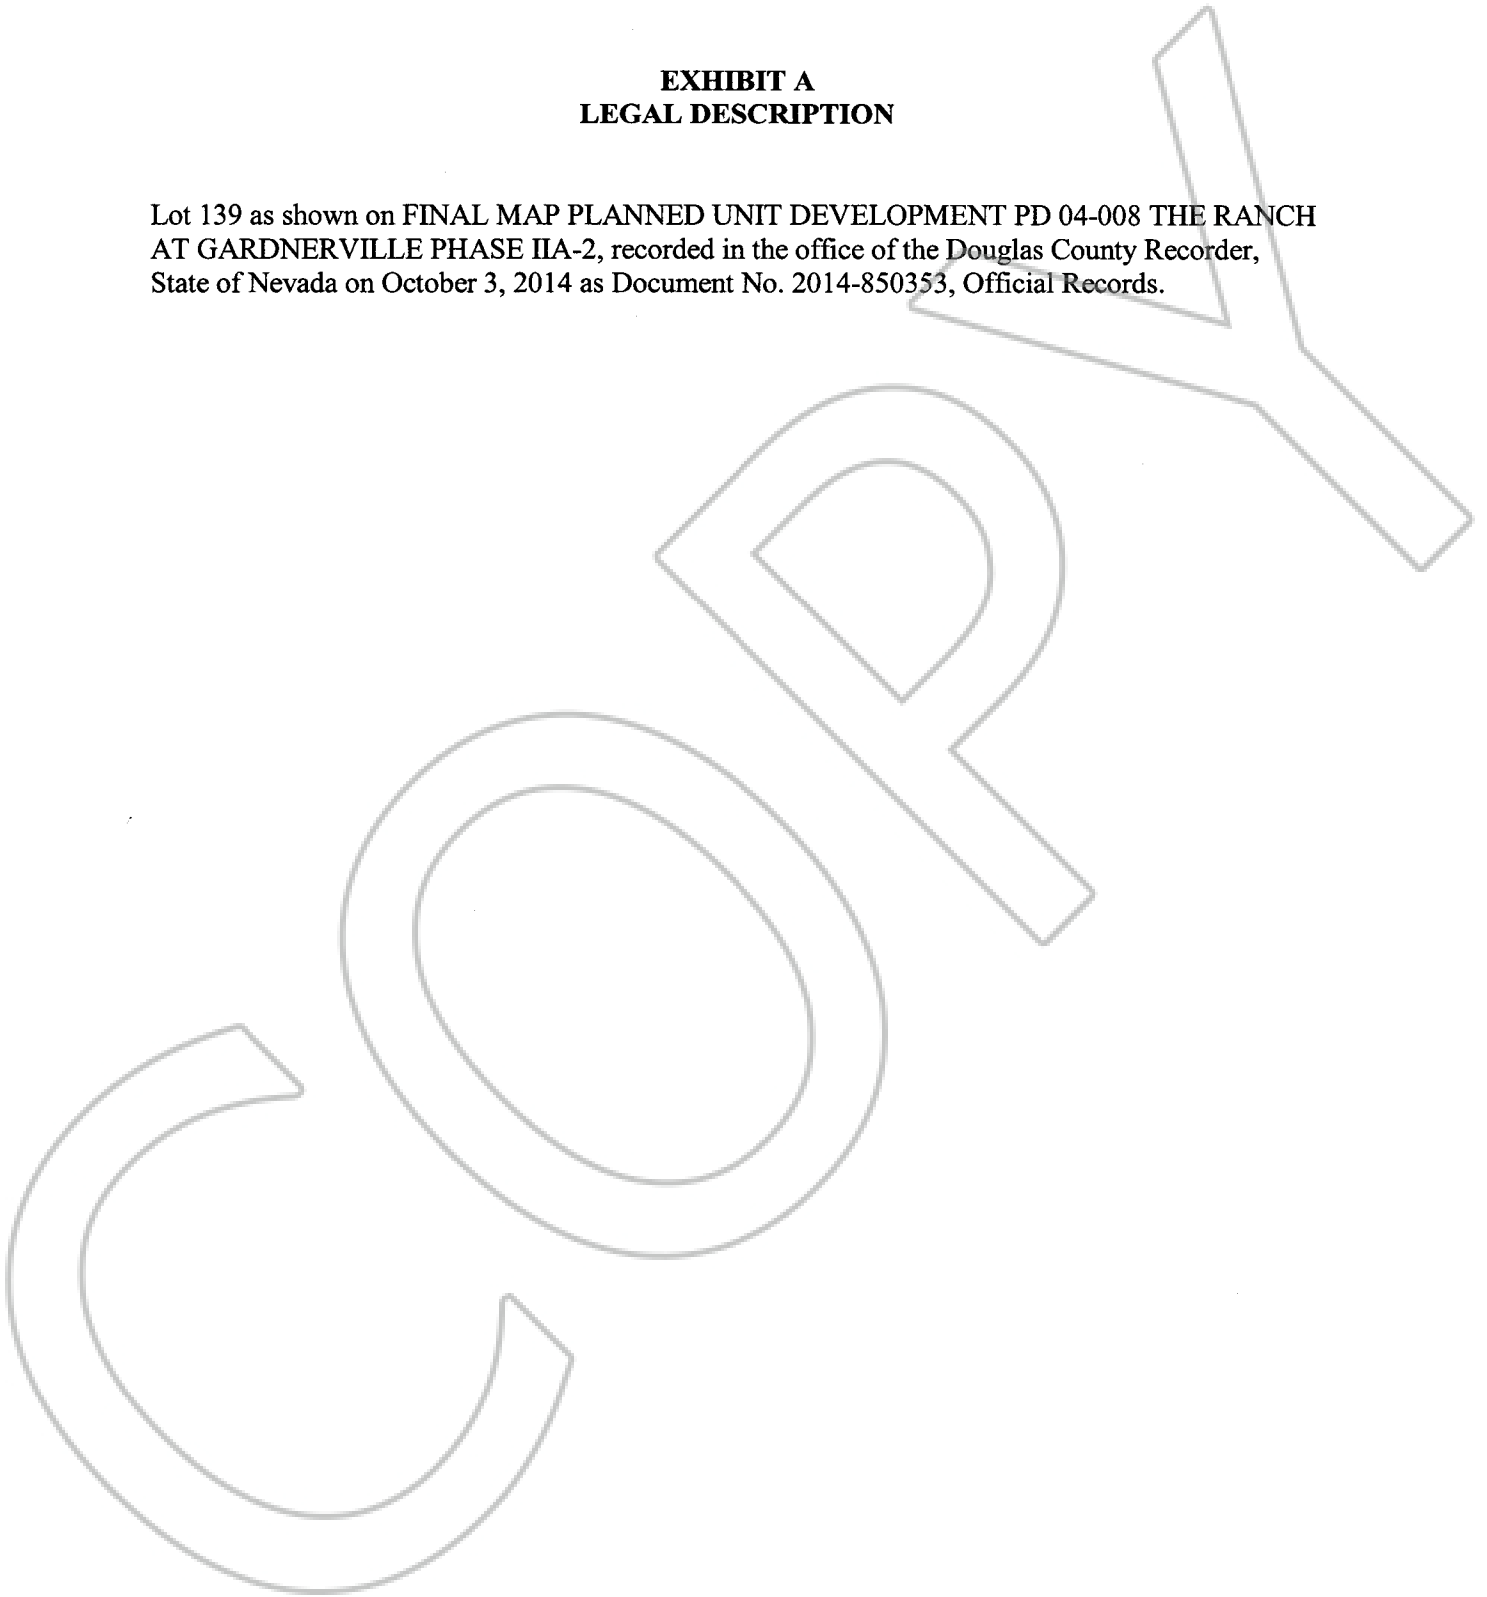 EXHIBIT A
LEGAL DESCRIPTION
Lot 139 as shown on FINAL MAP PLANNED UNIT DEVELOPMENT PD 04-008 THE RANCH
AT GARDNERVILLE PHASE IIA-2, recorded in the office of the Douglas County Recorder,
State of Nevada on October 3, 2014 as Document No. 2014-850353, Official Records.
COPY